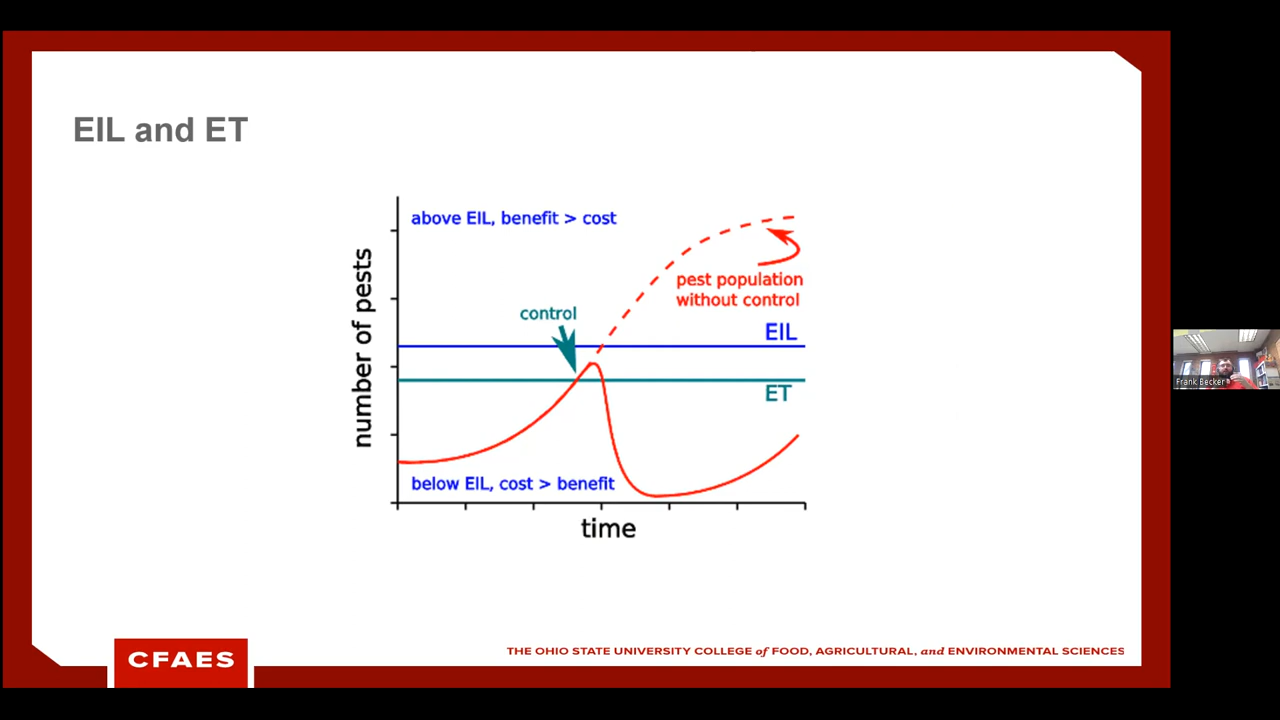 EIL and ET
above EIL, benefit > cost
pest population
without control
control
EIL
ET
number of pests
below EIL, cost > benefit
time
Frank Becker
CFAES
THE OHIO STATE UNIVERSITY COLLEGE of FOOD, AGRICULTURAL, and ENVIRONMENTAL SCIENCES